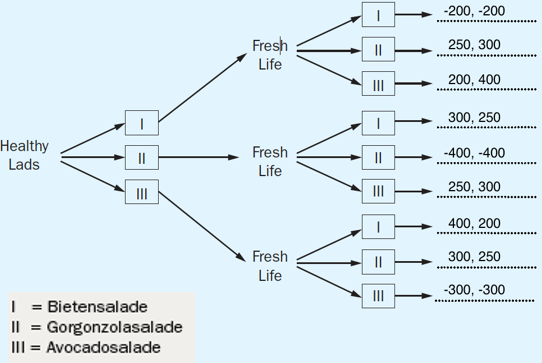 I
-200, -200
Fresh
Life
II
250, 300
III
200, 400
Healthy
Lads
I
II
III
Fresh
Life
I
300, 250
II
-400, -400
III
250, 300
Fresh
Life
I
400, 200
II
300, 250
III
-300, -300
I = Bietensalade
II = Gorgonzolasalade
III = Avocadosalade